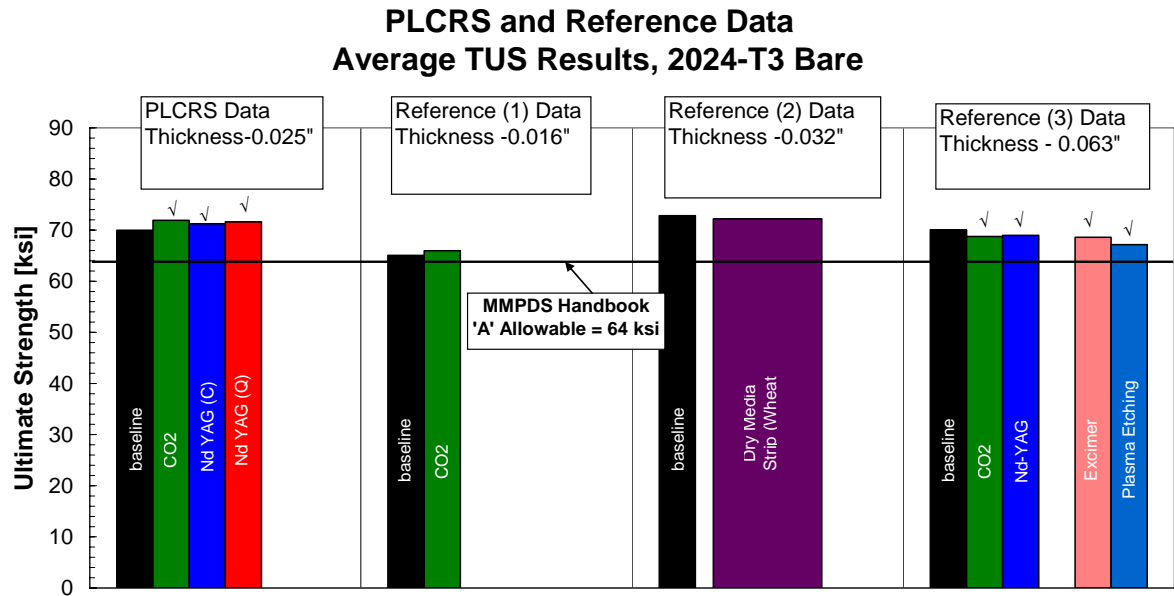 PLCRS and Reference Data
Average TUS Results, 2024-T3 Bare
PLCRS Data
Thickness-0.025"
Reference (1) Data
Thickness -0.016"
Reference (2) Data
Thickness -0.032"
Reference (3) Data
Thickness - 0.063"
Ultimate Strength [ksi]
90
80
70
60
50
40
30
20
10
0
√
√
√
√
√
√
√
MMPDS Handbook
'A' Allowable = 64 ksi
baseline
CO2
Nd YAG (C)
Nd YAG (Q)
baseline
CO2
baseline
Dry Media
Strip (Wheat
baseline
CO2
Nd-YAG
Excimer
Plasma Etching